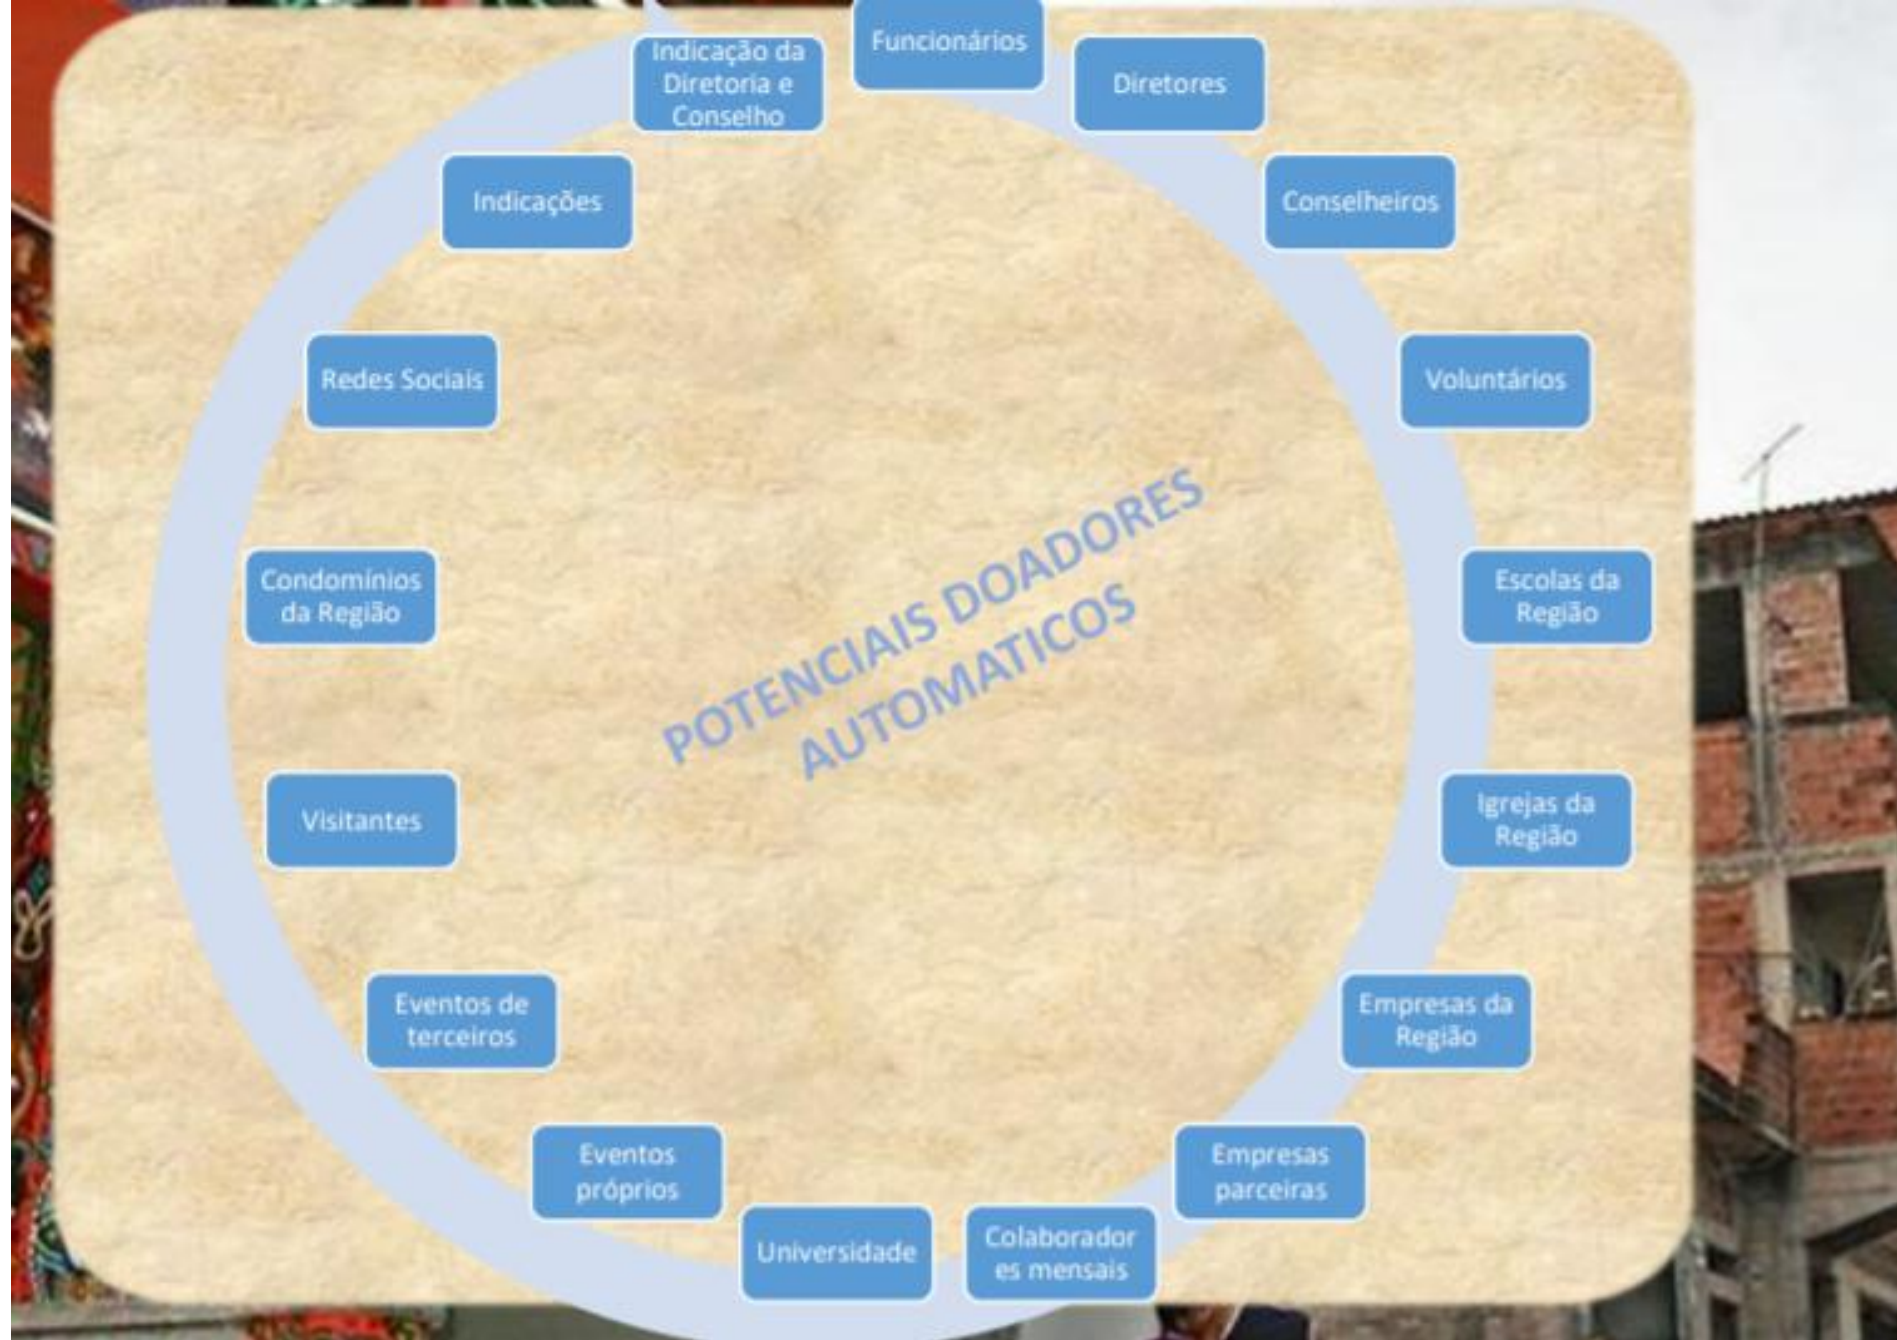 Funcionários
Diretores
Conselheiros
Voluntários
Escolas da
Região
Igrejas da
Região
Empresas da
Região
Empresas
parceiras
Colaborador
es mensais
Universidade
Eventos
próprios
Eventos de
terceiros
Visitantes
Condomínios
da Região
Redes Sociais
Indicações
Indicação da
Diretoria e
Conselho
POTENCIAIS DOADORES
AUTOMATICOS